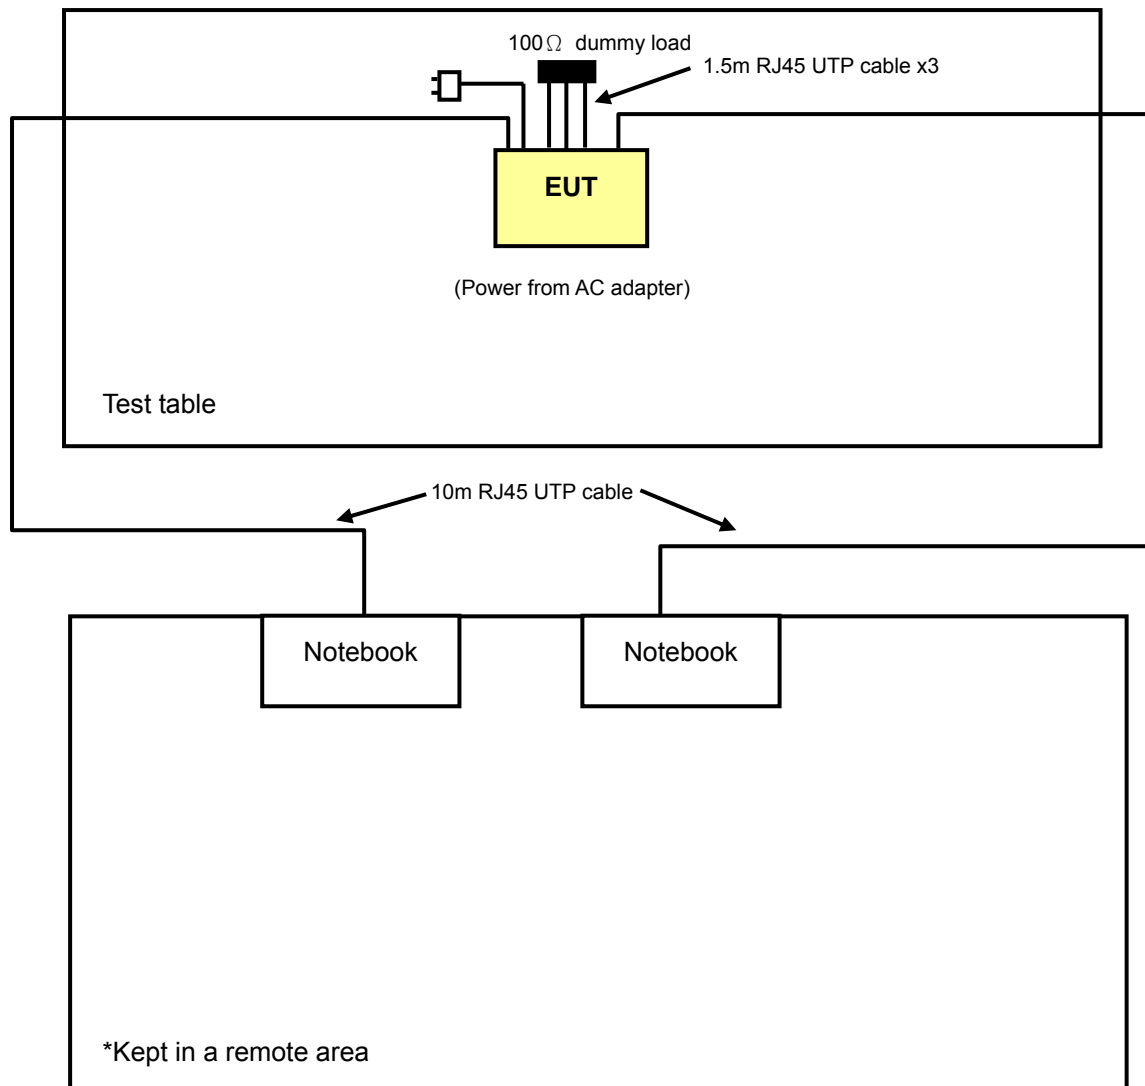 100Ω dummy load
1.5m RJ45 UTP cable x3
EUT
(Power from AC adapter)
Test table
10m RJ45 UTP cable
Notebook
Notebook
*Kept in a remote area